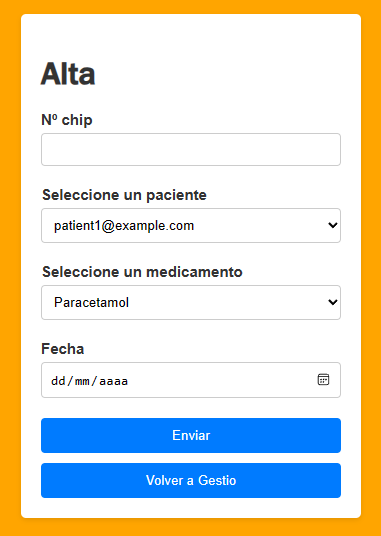 Alta
Nº chip
Seleccione un paciente
patient1@example.com
Seleccione un medicamento
Paracetamol
Fecha
dd/mm/aaaa
Enviar
Volver a Gestio